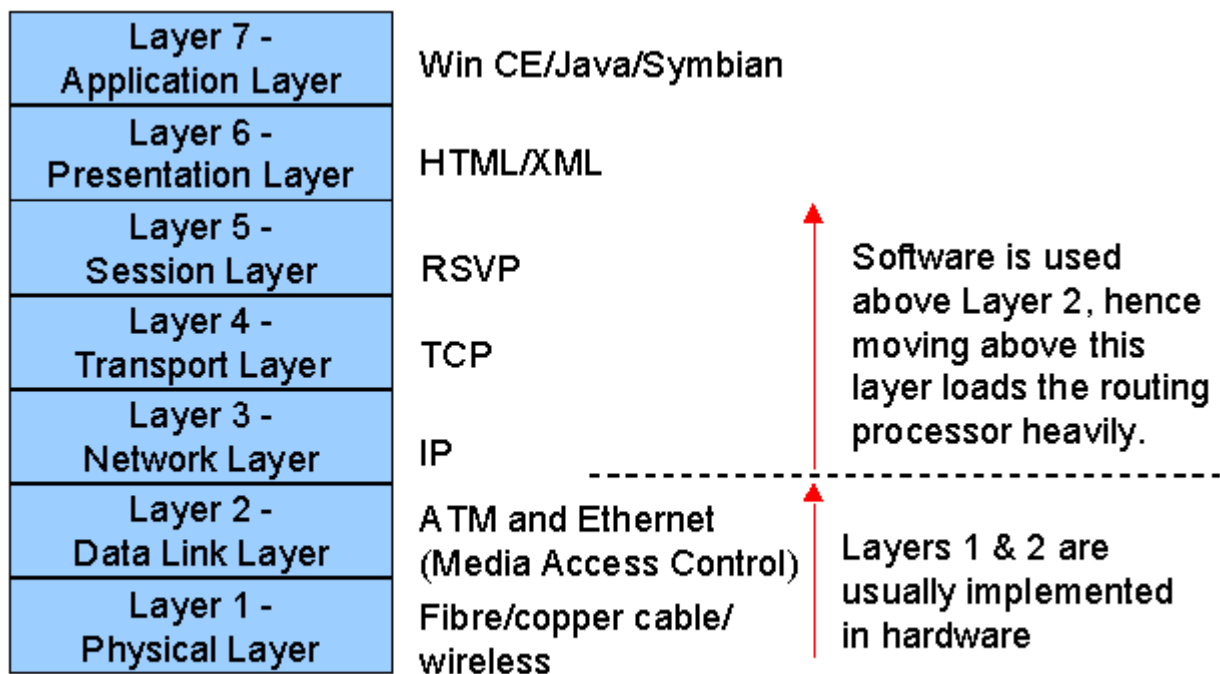 Layer 7 -
Application Layer
Win CE/Java/Symbian
Layer 6 -
Presentation Layer
HTML/XML
Layer 5 -
Session Layer
RSVP
Layer 4 -
Transport Layer
TCP
Layer 3 -
Network Layer
IP
Layer 2 -
Data Link Layer
ATM and Ethernet
(Media Access Control)
Layer 1 -
Physical Layer
Fibre/copper cable/
wireless
Software is used
above Layer 2, hence
moving above this
layer loads the routing
processor heavily.
Layers 1 & 2 are
usually implemented
in hardware